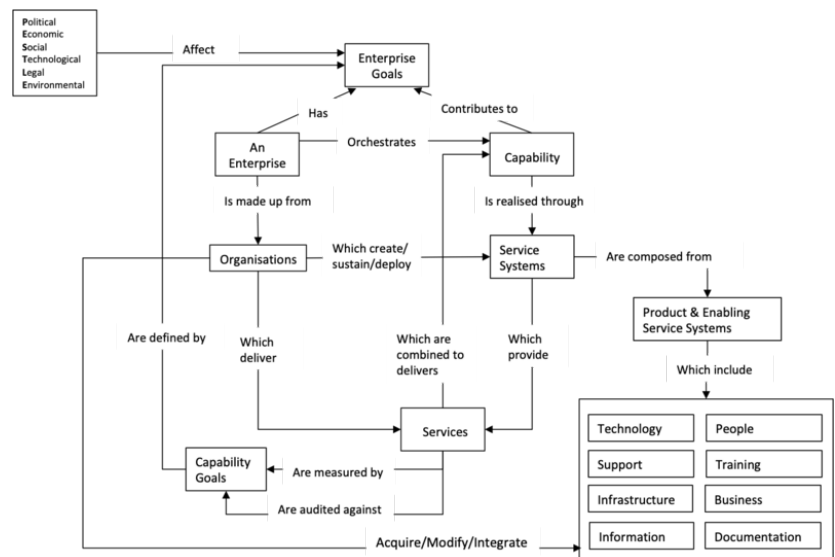 Political
Economic
Social
Technological
Legal
Environmental
Affect
Enterprise
Goals
Has
Contributes to
An
Enterprise
Orchestrates
Capability
Is made up from
Is realised through
Organisations
Which create/
sustain/deploy
Service
Systems
Are composed from
Product & Enabling
Service Systems
Are defined by
Which
deliver
Which are
combined to
delivers
Which
provide
Which include
Services
Technology
People
Support
Training
Infrastructure
Business
Information
Documentation
Capability
Goals
Are measured by
Are audited against
Acquire/Modify/Integrate